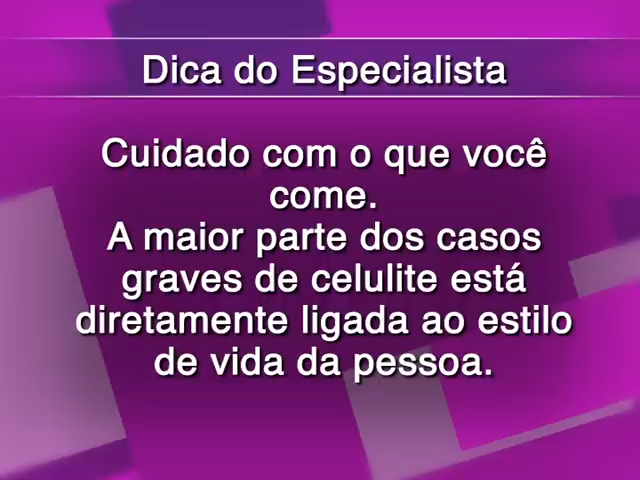 Dica do Especialista
Cuidado com o que você
come.
A maior parte dos casos
graves de celulite está
diretamente ligada ao estilo
de vida da pessoa.